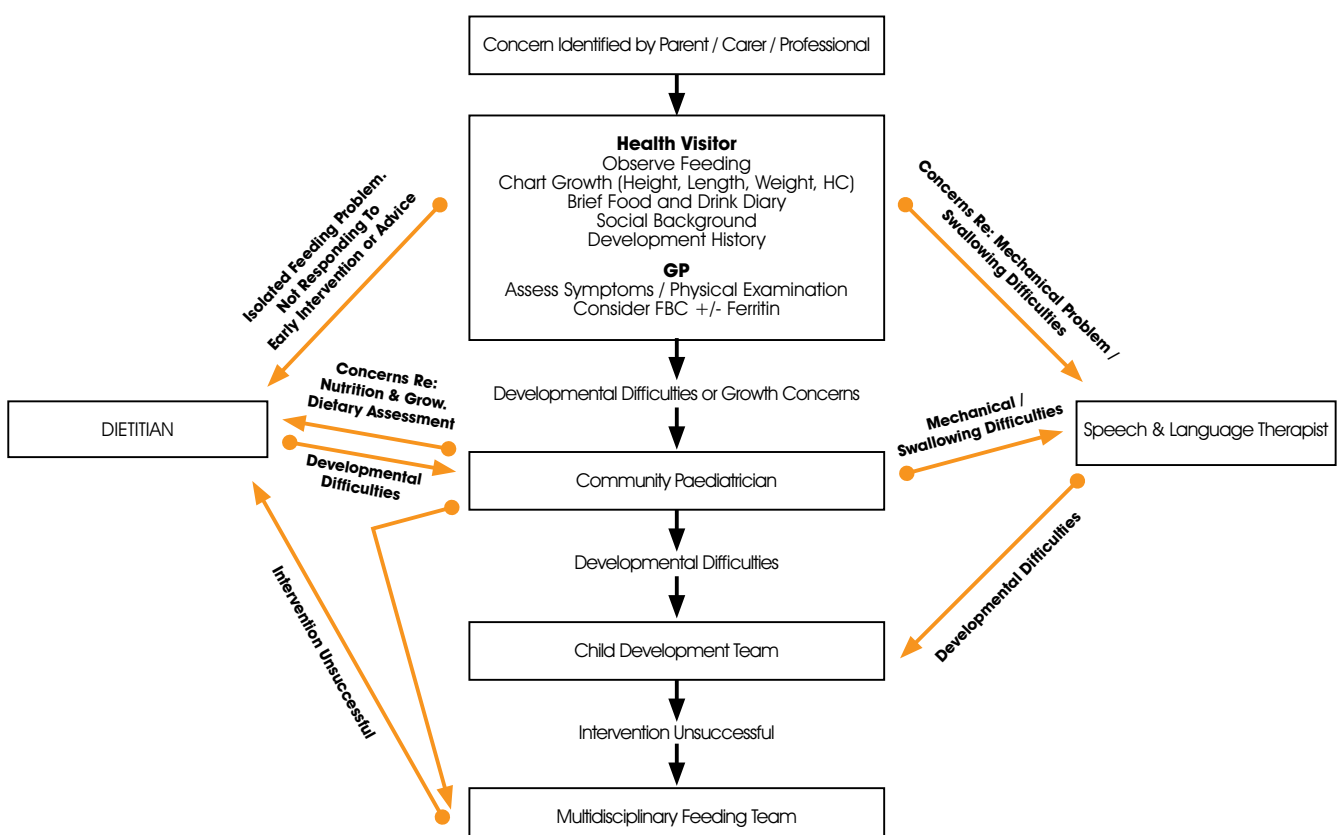 Concern Identified by Parent / Carer / Professional
Health Visitor
Observe Feeding
Chart Growth (Height, Length, Weight, HC)
Brief Food and Drink Diary
Social Background
Development History
GP
Assess Symptoms / Physical Examination
Consider FBC +/- Ferritin
Isolated Feeding Problem.
Not Responding To
Early Intervention or Advice
Concerns Re: Mechanical Problem /
Swallowing Difficulties
Developmental Difficulties or Growth Concerns
Concerns Re:
Nutrition & Grow.
Dietary Assessment
DIETITIAN
Developmental
Difficulties
Community Paediatrician
Mechanical /
Swallowing Difficulties
Speech & Language Therapist
Developmental Difficulties
Developmental Difficulties
Child Development Team
Intervention Unsuccessful
Intervention Unsuccessful
Multidisciplinary Feeding Team